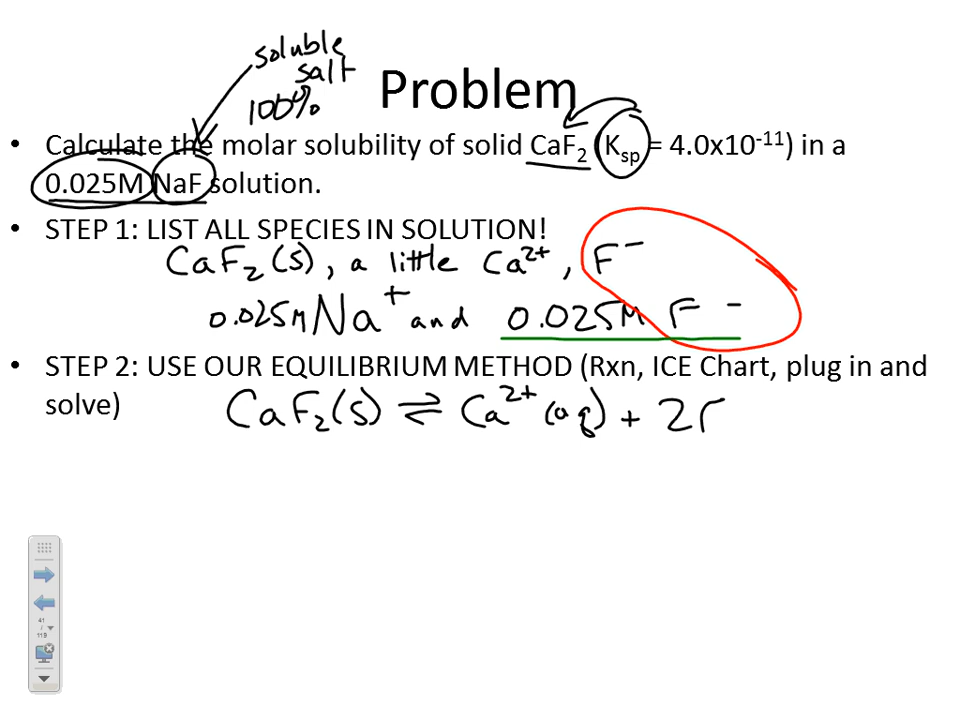 soluble
salt
100%
Problem
• Calculate the molar solubility of solid CaF₂ (Ksp = 4.0x10⁻¹¹) in a
0.025M NaF solution.
• STEP 1: LIST ALL SPECIES IN SOLUTION!
CaF₂(s), a little Ca²⁺, F⁻
0.025M Na⁺ and 0.025M F⁻
• STEP 2: USE OUR EQUILIBRIUM METHOD (Rxn, ICE Chart, plug in and
solve)
CaF₂(s) ⇌ Ca²⁺(aq) + 2
41
/
119